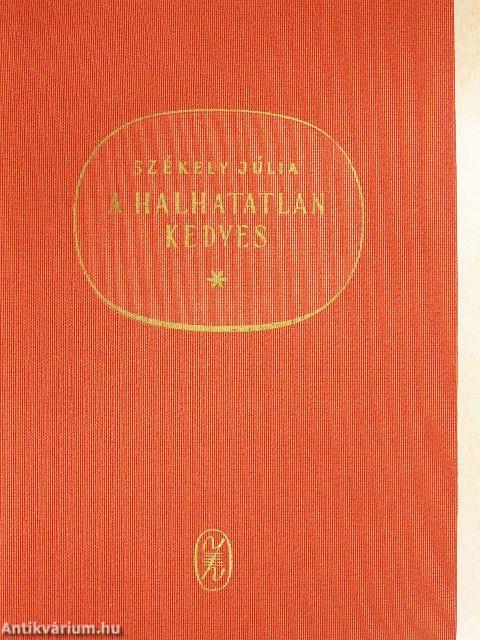 SZÉKELY JÚLIA
A HALHATATLAN
KEDVES
*
Antikvárium.hu